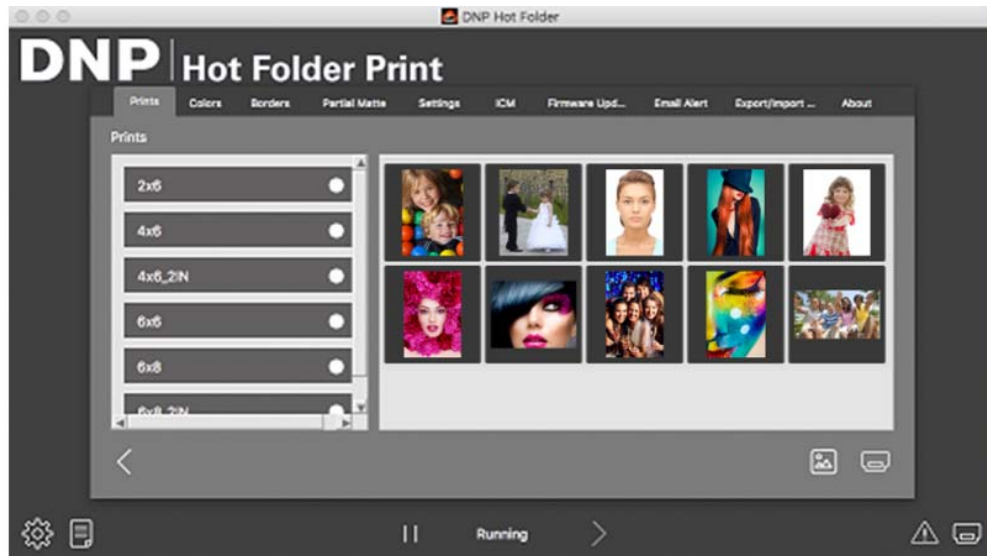 DNP Hot Folder
DNP Hot Folder Print
Prints Colors Borders Partial Matte Settings ICM Firmware Upd... Email Alert Export/Import ... About
Prints
2x6
4x6
4x6_2IN
6x6
6x8
6x8_2IN
Running